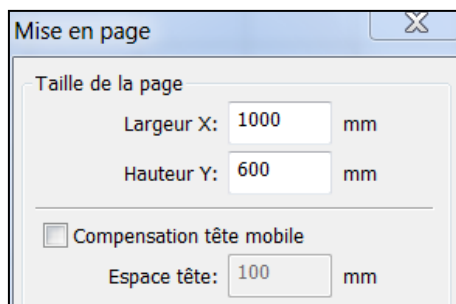 Mise en page
Taille de la page
Largeur X: 1000 mm
Hauteur Y: 600 mm
Compensation tête mobile
Espace tête: 100 mm